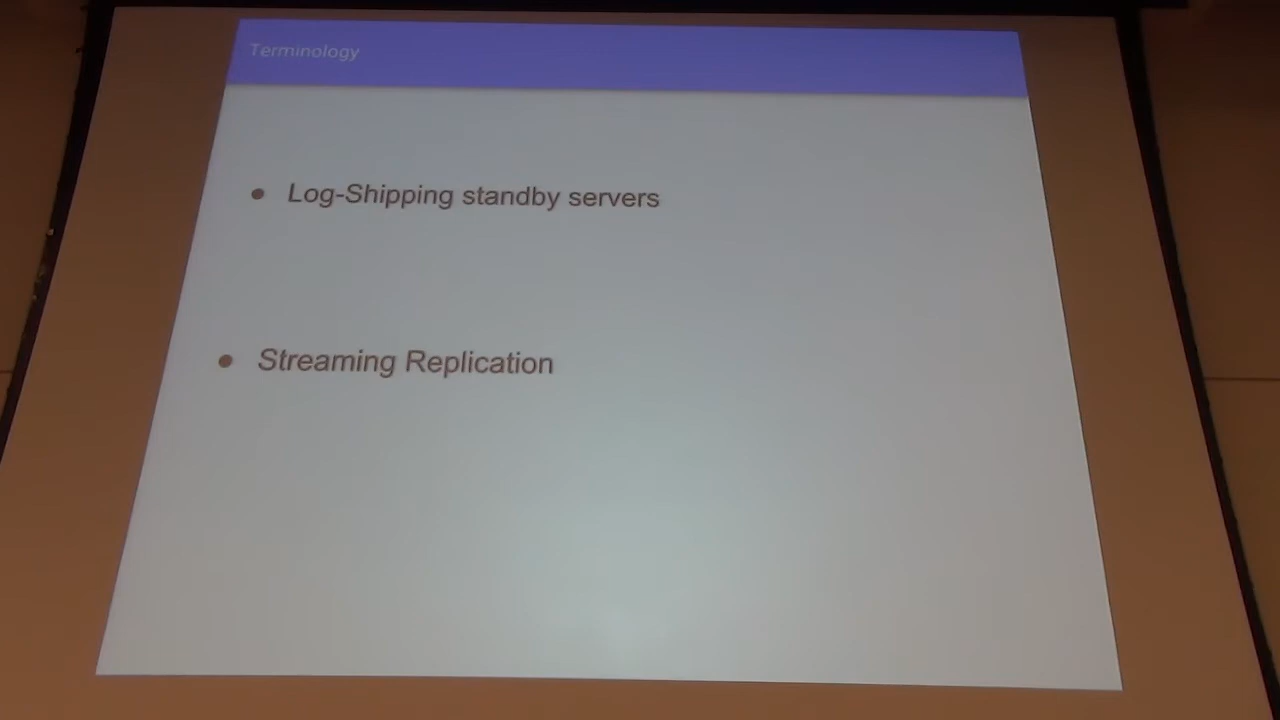 Terminology
● Log-Shipping standby servers
● Streaming Replication